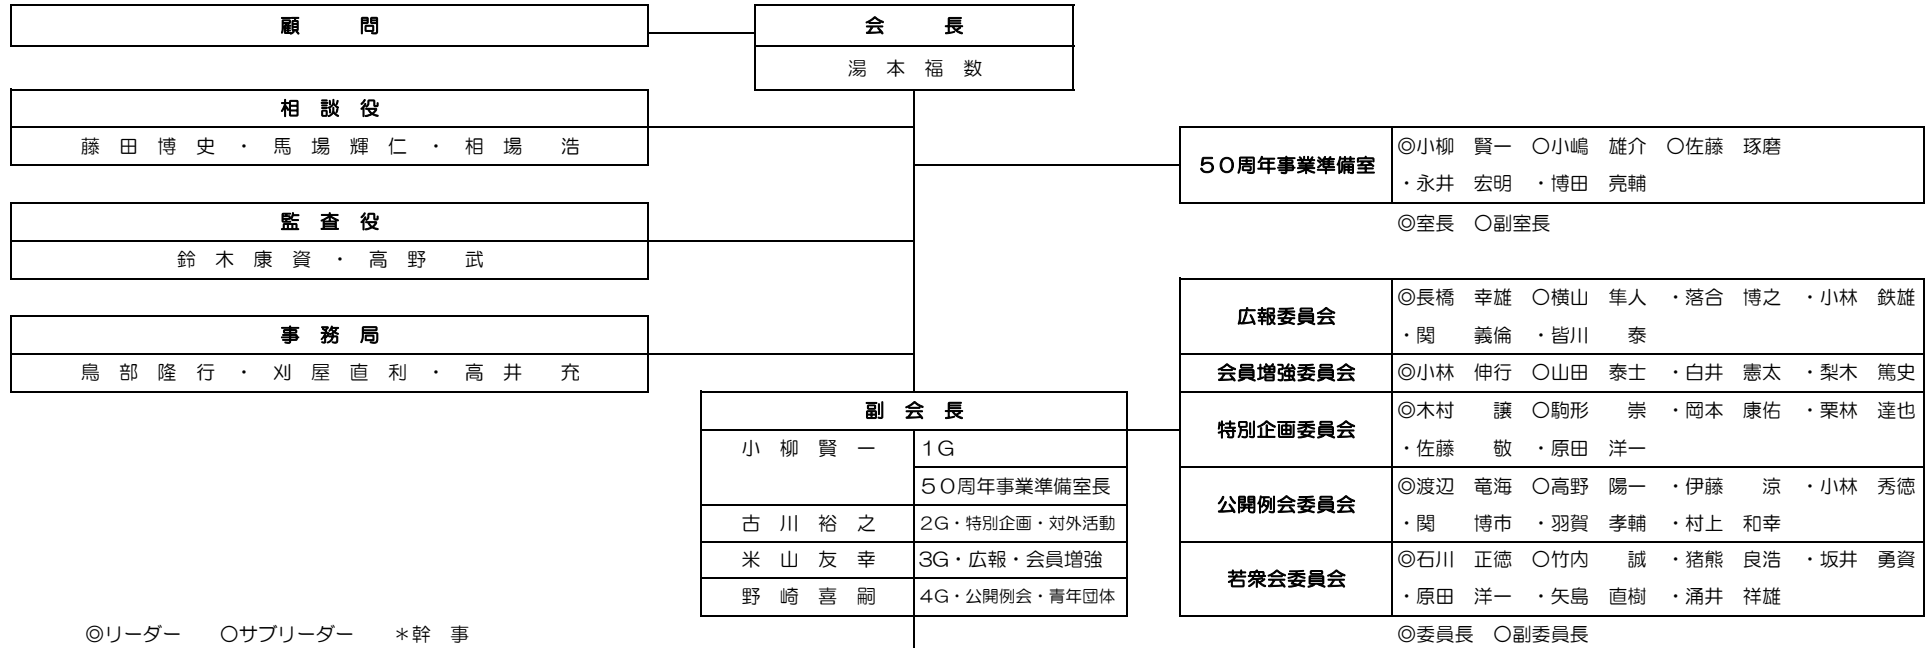 顧　　　問
会　　　長
湯　本　福　数
相　談　役
藤　田　博　史　・　馬　場　輝　仁　・　相　場　　浩
監　査　役
鈴　木　康　資　・　高　野　　武
事　務　局
鳥　部　隆　行　・　刈　屋　直　利　・　高　井　　充
５０周年事業準備室
◎小柳　賢一　○小嶋　雄介　○佐藤　琢磨
・永井　宏明　・博田　亮輔
◎室長　○副室長
副　会　長
小　柳　賢　一　1G
５０周年事業準備室長
古　川　裕　之　2G・特別企画・対外活動
米　山　友　幸　3G・広報・会員増強
野　崎　喜　嗣　4G・公開例会・青年団体
広報委員会
◎長橋　幸雄　○横山　隼人　・落合　博之　・小林　鉄雄
・関　　義倫　・皆川　　泰
会員増強委員会
◎小林　伸行　○山田　泰士　・白井　憲太　・梨木　篤史
特別企画委員会
◎木村　　譲　○駒形　　崇　・岡本　康佑　・栗林　達也
・佐藤　　敬　・原田　洋一
公開例会委員会
◎渡辺　竜海　○高野　陽一　・伊藤　　涼　・小林　秀徳
・関　　博市　・羽賀　孝輔　・村上　和幸
若衆会委員会
◎石川　正徳　○竹内　　誠　・猪熊　良浩　・坂井　勇資
・原田　洋一　・矢島　直樹　・涌井　祥雄
◎委員長　○副委員長
◎リーダー　　○サブリーダー　　＊幹　事